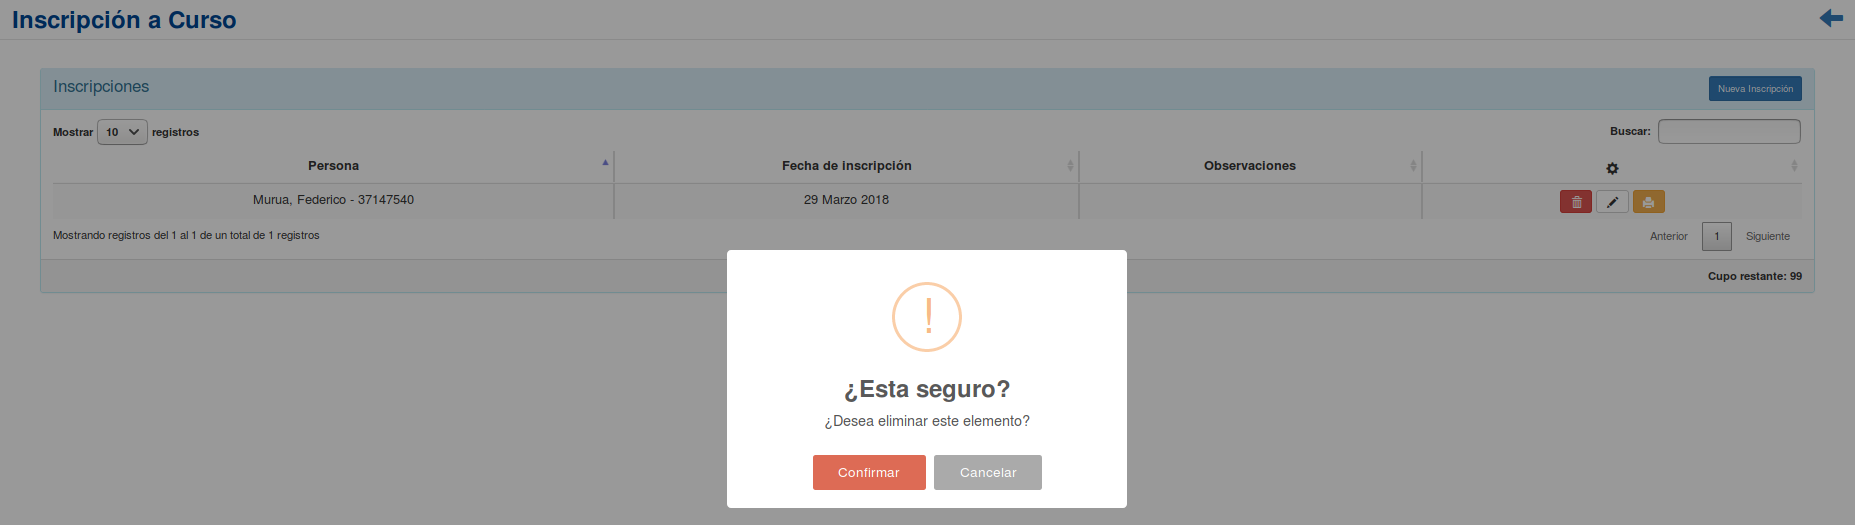 Inscripción a Curso
Inscripciones
Nueva Inscripción
Mostrar 10 registros
Buscar:
Persona Fecha de inscripción Observaciones
Murua, Federico - 37147540 29 Marzo 2018
Mostrando registros del 1 al 1 de un total de 1 registros
Anterior 1 Siguiente
Cupo restante: 99
!
¿Esta seguro?
¿Desea eliminar este elemento?
Confirmar Cancelar